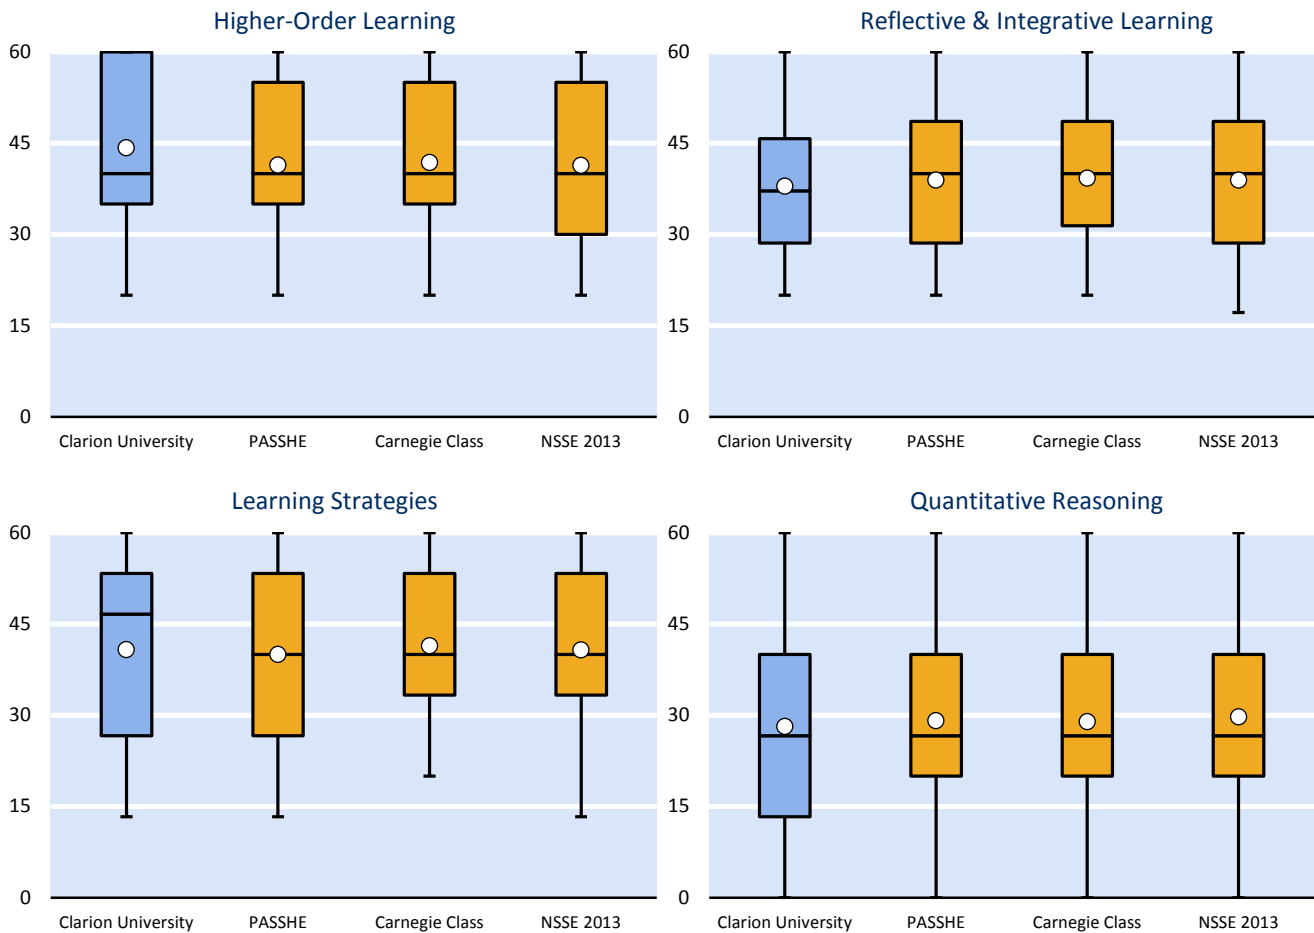 Higher-Order Learning
60
45
30
15
0
Clarion University PASSHE Carnegie Class NSSE 2013
Reflective & Integrative Learning
60
45
30
15
0
Clarion University PASSHE Carnegie Class NSSE 2013
Learning Strategies
60
45
30
15
0
Clarion University PASSHE Carnegie Class NSSE 2013
Quantitative Reasoning
60
45
30
15
0
Clarion University PASSHE Carnegie Class NSSE 2013